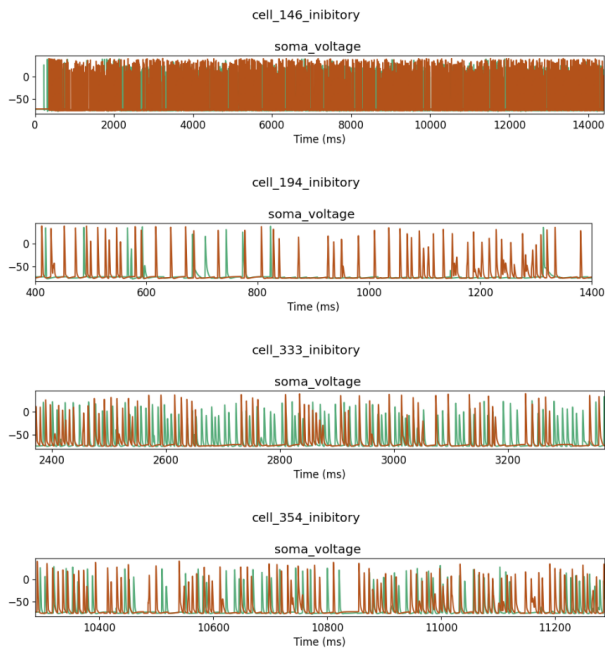 cell_146_inibitory
soma_voltage
0
−50
0 2000 4000 6000 8000 10000 12000 14000
Time (ms)
cell_194_inibitory
soma_voltage
0
−50
400 600 800 1000 1200 1400
Time (ms)
cell_333_inibitory
soma_voltage
0
−50
2400 2600 2800 3000 3200
Time (ms)
cell_354_inibitory
soma_voltage
0
−50
10400 10600 10800 11000 11200
Time (ms)